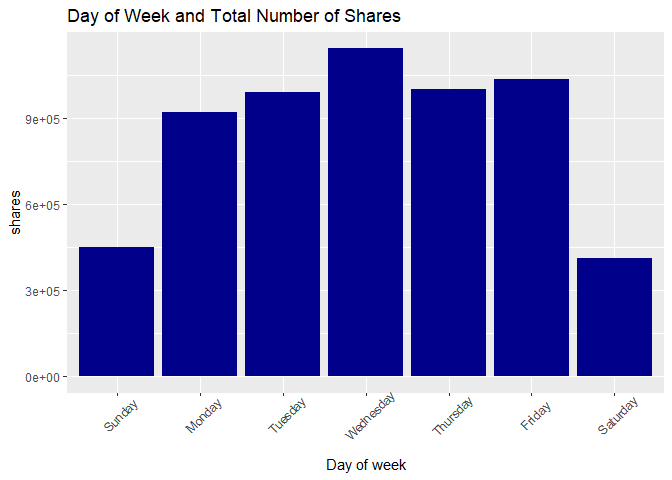 Day of Week and Total Number of Shares
9e+05
6e+05
3e+05
0e+00
shares
Sunday
Monday
Tuesday
Wednesday
Thursday
Friday
Saturday
Day of week